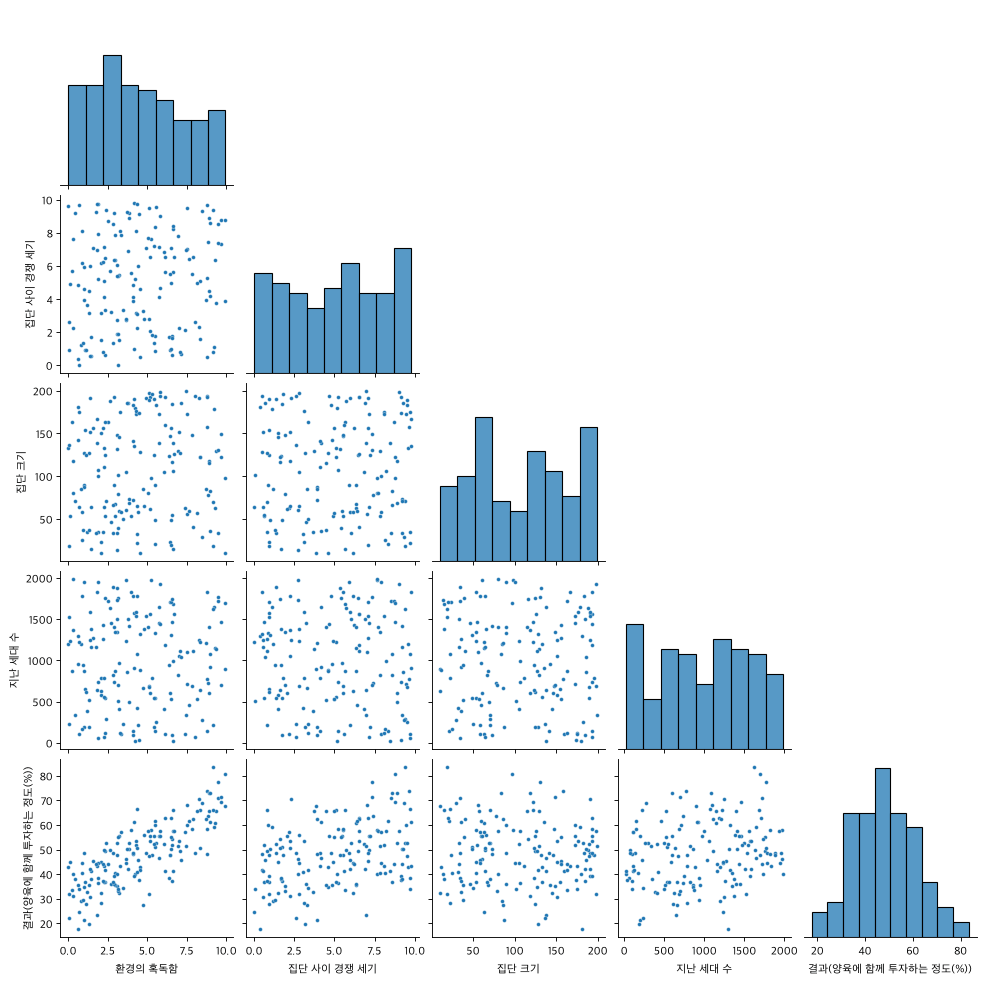 10
8
6
4
2
0
집단 사이 경쟁 세기
200
150
100
50
집단 크기
2000
1500
1000
500
0
지난 세대 수
80
70
60
50
40
30
20
결과(양육에 함께 투자하는 정도(%))
0.0 2.5 5.0 7.5 10.0
환경의 혹독함
0.0 2.5 5.0 7.5 10.0
집단 사이 경쟁 세기
50 100 150 200
집단 크기
0 500 1000 1500 2000
지난 세대 수
20 40 60 80
결과(양육에 함께 투자하는 정도(%))